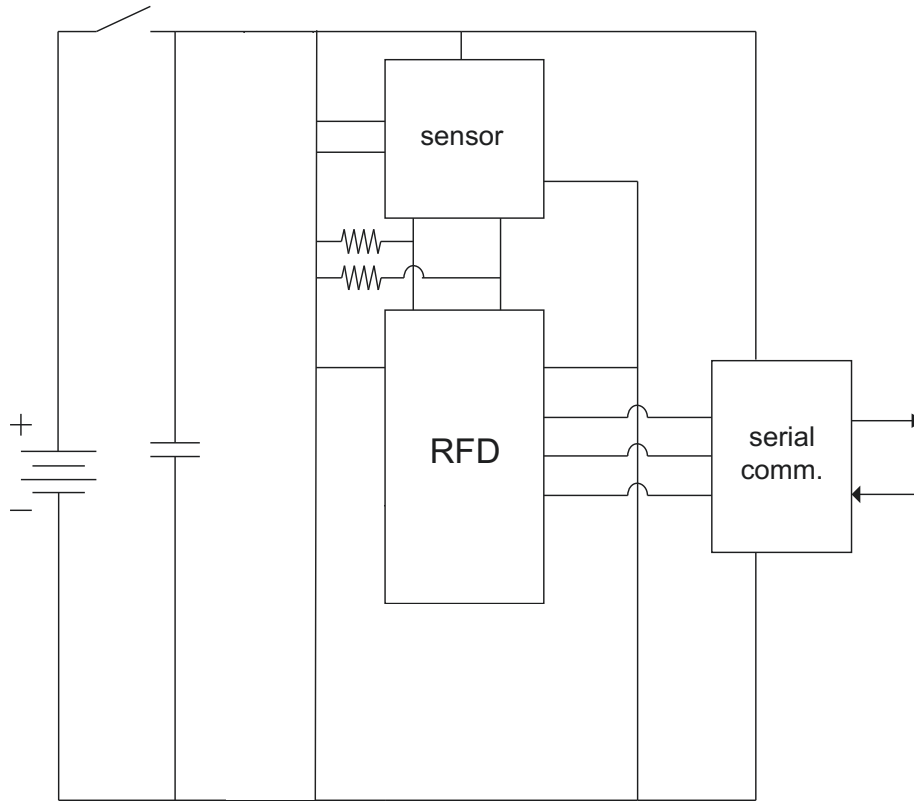 sensor
+
RFD
serial
comm.
−